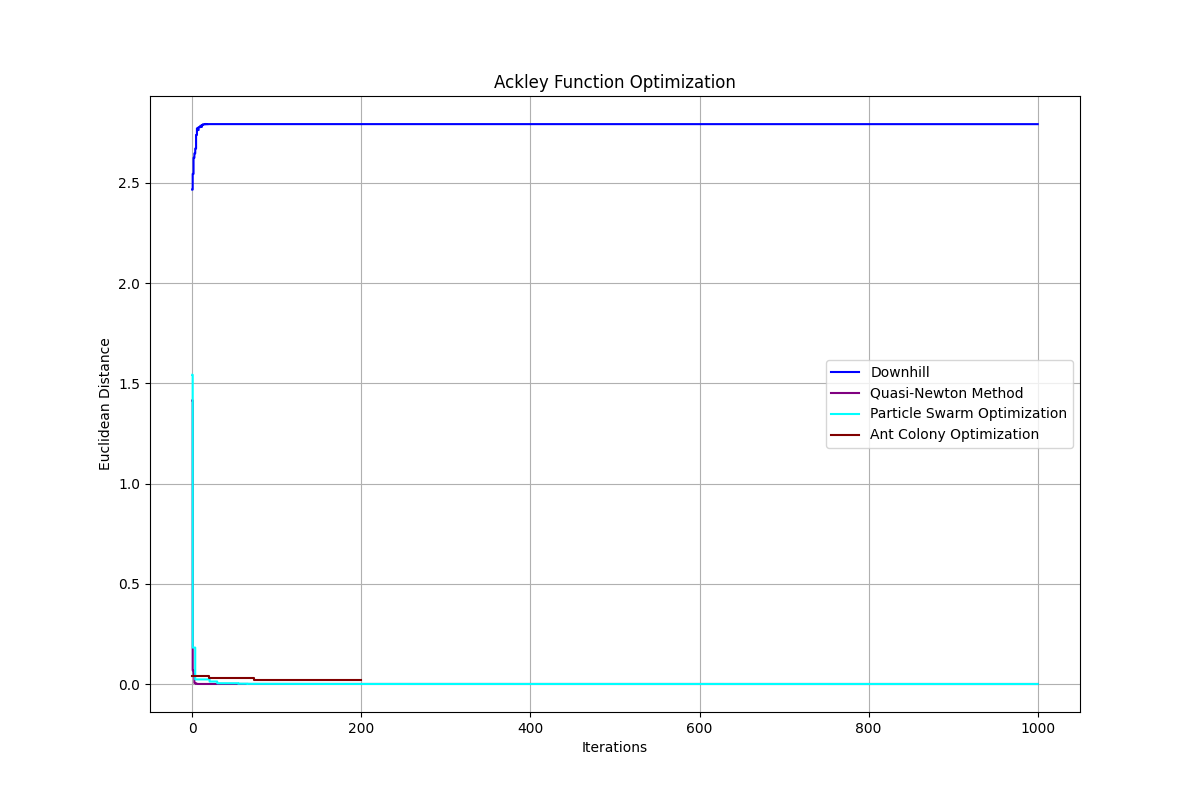 Ackley Function Optimization
2.5
2.0
1.5
1.0
0.5
0.0
Euclidean Distance
Downhill
Quasi-Newton Method
Particle Swarm Optimization
Ant Colony Optimization
0 200 400 600 800 1000
Iterations